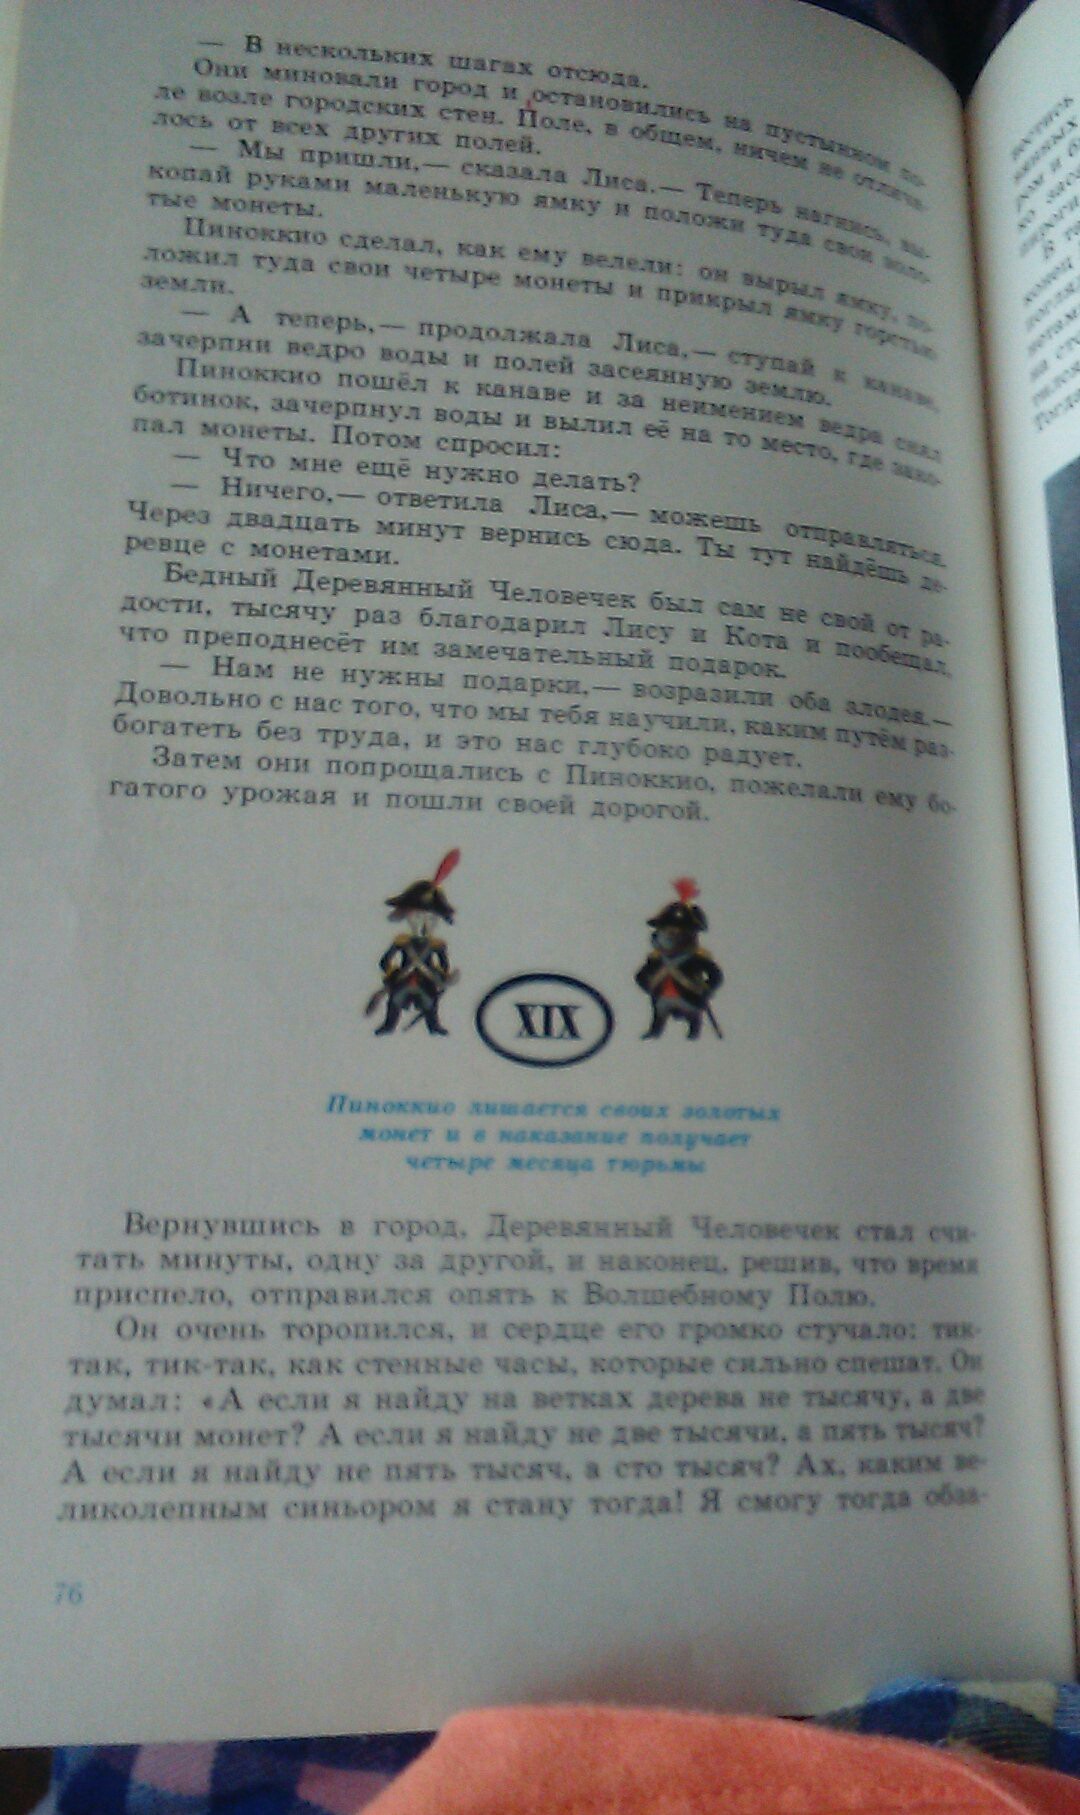 — В нескольких шагах отсюда.
Они миновали город и остановились на пустынном по-
ле возле городских стен. Поле, в общем, ничем не отлича-
лось от всех других полей.
— Мы пришли,— сказала Лиса.— Теперь нагнись, вы-
копай руками маленькую ямку и положи туда свои золо-
тые монеты.
Пиноккио сделал, как ему велели: он вырыл ямку, по-
ложил туда свои четыре монеты и прикрыл ямку горстью
земли.
— А теперь,— продолжала Лиса,— ступай к канаве,
зачерпни ведро воды и полей засеянную землю.
Пиноккио пошёл к канаве и за неимением ведра снял
ботинок, зачерпнул воды и вылил её на то место, где зако-
пал монеты. Потом спросил:
— Что мне ещё нужно делать?
— Ничего,— ответила Лиса,— можешь отправляться.
Через двадцать минут вернись сюда. Ты тут найдёшь де-
ревце с монетами.
Бедный Деревянный Человечек был сам не свой от ра-
дости, тысячу раз благодарил Лису и Кота и пообещал,
что преподнесёт им замечательный подарок.
— Нам не нужны подарки,— возразили оба злодея.—
Довольно с нас того, что мы тебя научили, каким путём раз-
богатеть без труда, и это нас глубоко радует.
Затем они попрощались с Пиноккио, пожелали ему бо-
гатого урожая и пошли своей дорогой.
XIX
Пиноккио лишается своих золотых
монет и в наказание получает
четыре месяца тюрьмы
Вернувшись в город, Деревянный Человечек стал счи-
тать минуты, одну за другой, и наконец, решив, что время
приспело, отправился опять к Волшебному Полю.
Он очень торопился, и сердце его громко стучало: тик-
так, тик-так, как стенные часы, которые сильно спешат. Он
думал: «А если я найду на ветках дерева не тысячу, а две
тысячи монет? А если я найду не две тысячи, а пять тысяч?
А если я найду не пять тысяч, а сто тысяч? Ах, каким ве-
ликолепным синьором я стану тогда! Я смогу тогда обза-
76